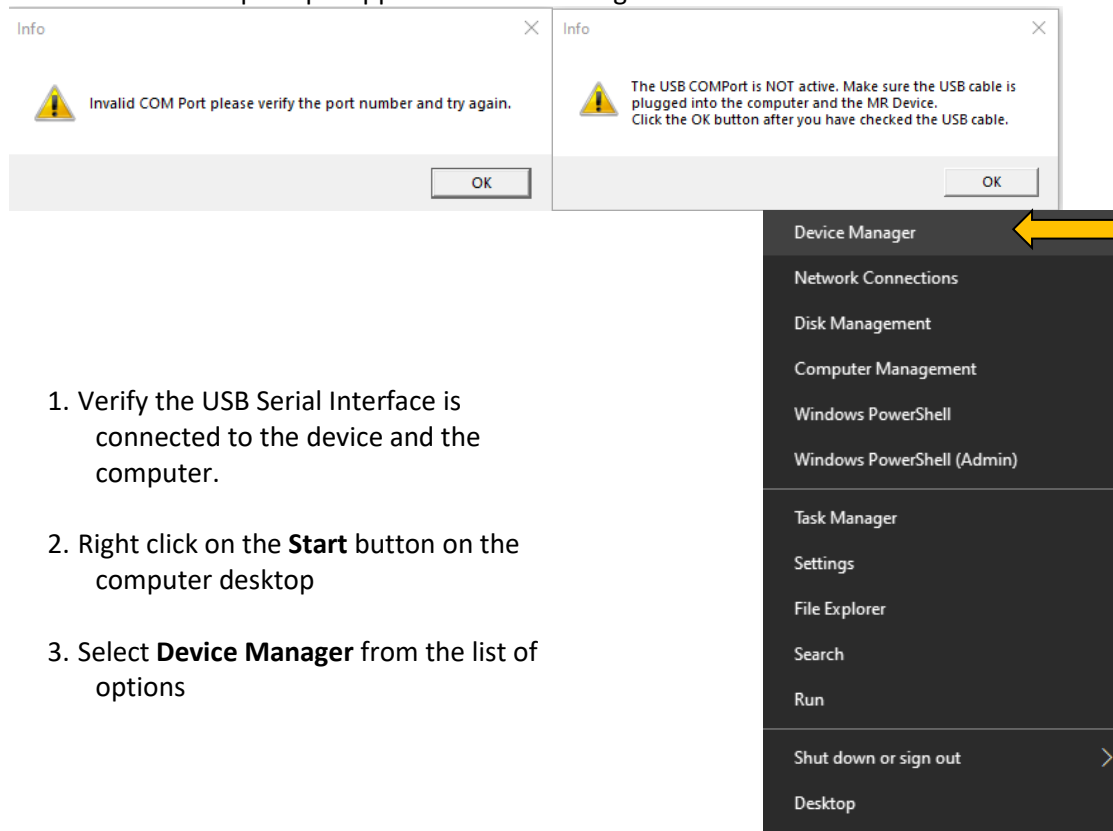 Info
Invalid COM Port please verify the port number and try again.
OK
Info
The USB COMPort is NOT active. Make sure the USB cable is
plugged into the computer and the MR Device.
Click the OK button after you have checked the USB cable.
OK
1. Verify the USB Serial Interface is
connected to the device and the
computer.
2. Right click on the Start button on the
computer desktop
3. Select Device Manager from the list of
options
Device Manager
Network Connections
Disk Management
Computer Management
Windows PowerShell
Windows PowerShell (Admin)
Task Manager
Settings
File Explorer
Search
Run
Shut down or sign out
Desktop